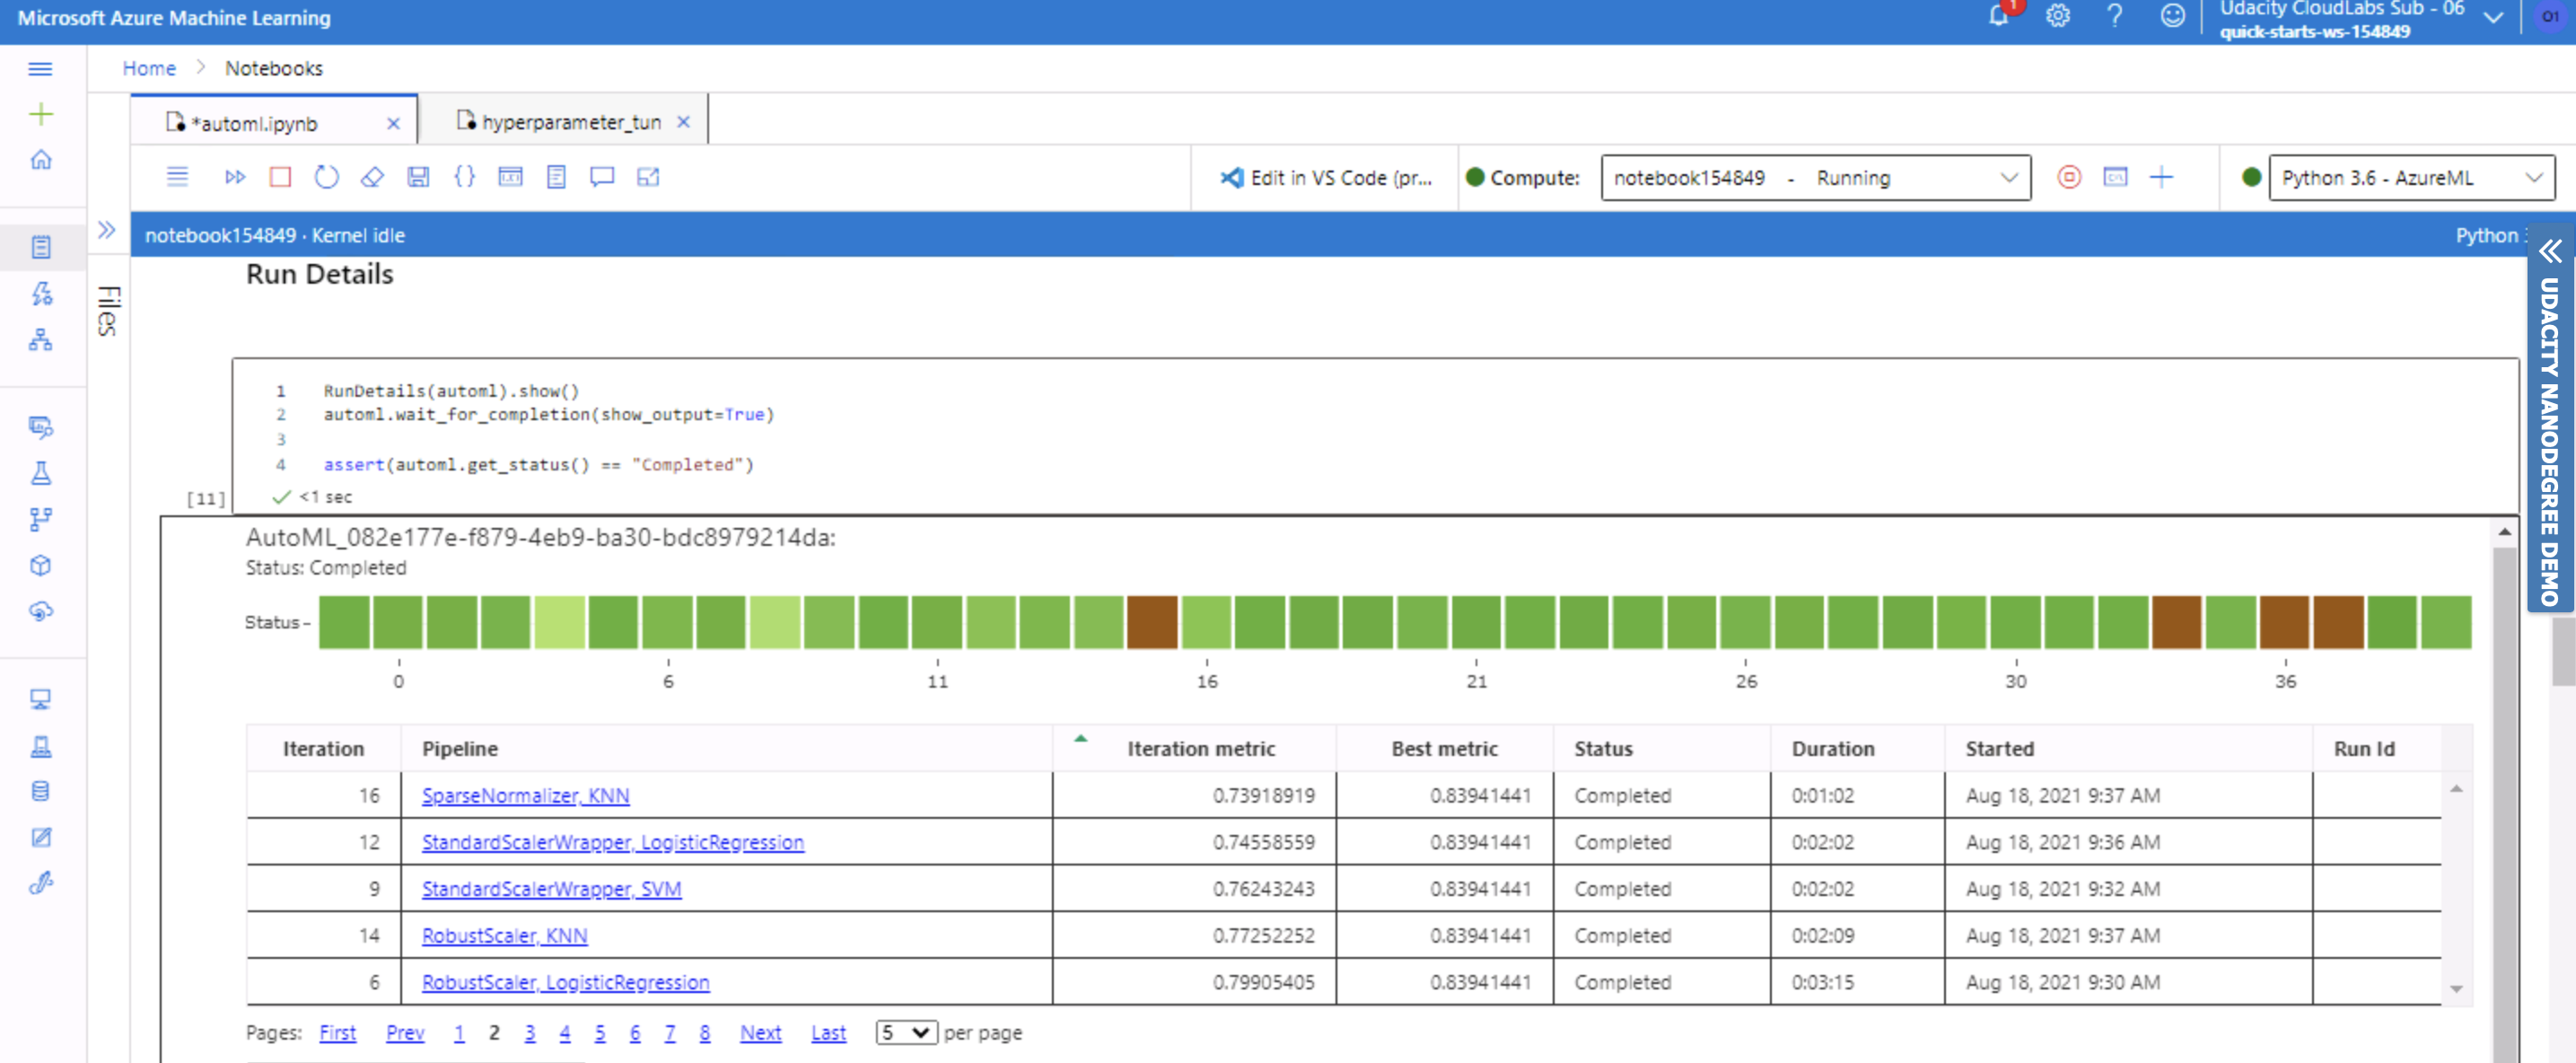 Microsoft Azure Machine Learning
1
Udacity CloudLabs Sub - 06
quick-starts-ws-154849
O1
Home > Notebooks
*automl.ipynb
hyperparameter_tun
Edit in VS Code (pr...
Compute:
notebook154849 - Running
Python 3.6 - AzureML
notebook154849 · Kernel idle
Python
Files
UDACITY NANODEGREE DEMO
Run Details
1 RunDetails(automl).show()
2 automl.wait_for_completion(show_output=True)
3
4 assert(automl.get_status() == "Completed")
[11] <1 sec
AutoML_082e177e-f879-4eb9-ba30-bdc8979214da:
Status: Completed
Status
0 6 11 16 21 26 30 36
Iteration Pipeline Iteration metric Best metric Status Duration Started Run Id
16 SparseNormalizer, KNN 0.73918919 0.83941441 Completed 0:01:02 Aug 18, 2021 9:37 AM
12 StandardScalerWrapper, LogisticRegression 0.74558559 0.83941441 Completed 0:02:02 Aug 18, 2021 9:36 AM
9 StandardScalerWrapper, SVM 0.76243243 0.83941441 Completed 0:02:02 Aug 18, 2021 9:32 AM
14 RobustScaler, KNN 0.77252252 0.83941441 Completed 0:02:09 Aug 18, 2021 9:37 AM
6 RobustScaler, LogisticRegression 0.79905405 0.83941441 Completed 0:03:15 Aug 18, 2021 9:30 AM
Pages: First Prev 1 2 3 4 5 6 7 8 Next Last 5 per page